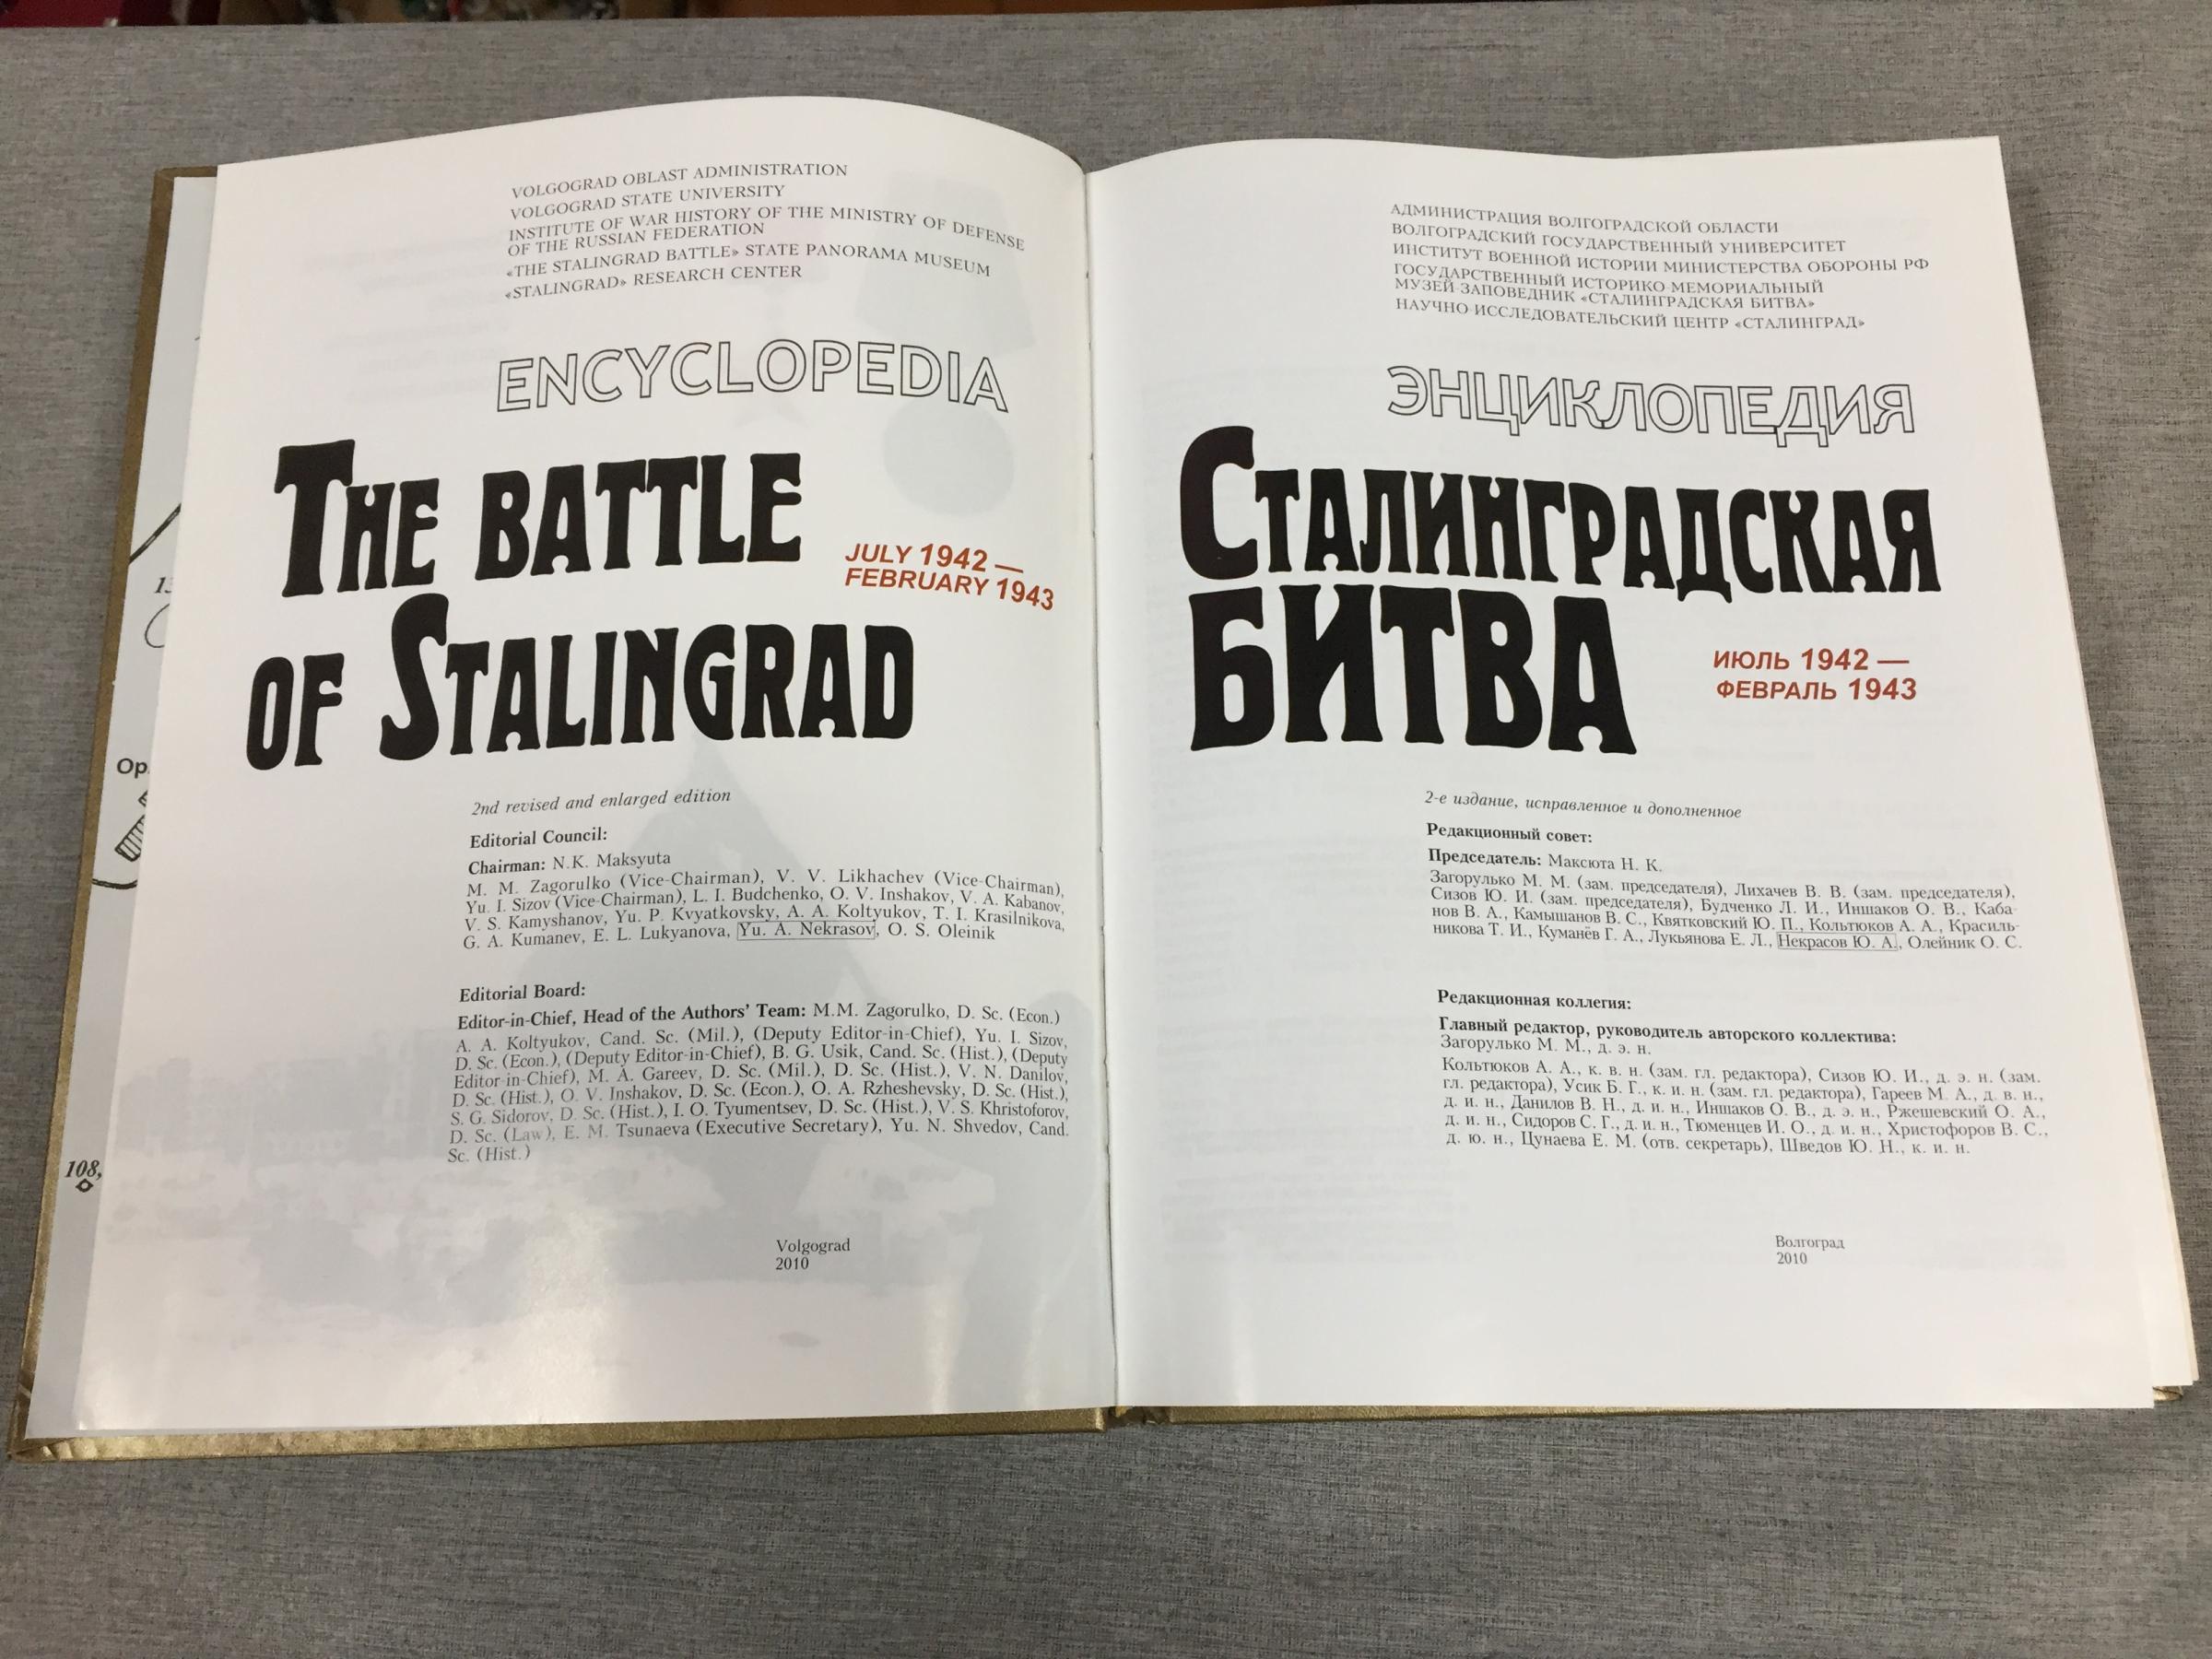 VOLGOGRAD OBLAST ADMINISTRATION
VOLGOGRAD STATE UNIVERSITY
INSTITUTE OF WAR HISTORY OF THE MINISTRY OF DEFENSE
OF THE RUSSIAN FEDERATION
«THE STALINGRAD BATTLE» STATE PANORAMA MUSEUM
«STALINGRAD» RESEARCH CENTER
ENCYCLOPEDIA
THE BATTLE
JULY 1942 —
FEBRUARY 1943
OF STALINGRAD
2nd revised and enlarged edition
Editorial Council:
Chairman: N.K. Maksyuta
M. M. Zagorulko (Vice-Chairman), V. V. Likhachev (Vice-Chairman),
Yu. I. Sizov (Vice-Chairman), L. I. Budchenko, O. V. Inshakov, V. A. Kabanov,
V. S. Kamyshanov, Yu. P. Kvyatkovsky, A. A. Koltyukov, T. I. Krasilnikova,
G. A. Kumanev, E. L. Lukyanova, Yu. A. Nekrasov, O. S. Oleinik
Editorial Board:
Editor-in-Chief, Head of the Authors' Team: M.M. Zagorulko, D. Sc. (Econ.)
A. A. Koltyukov, Cand. Sc. (Mil.), (Deputy Editor-in-Chief), Yu. I. Sizov,
D. Sc. (Econ.), (Deputy Editor-in-Chief), B. G. Usik, Cand. Sc. (Hist.), (Deputy
Editor-in-Chief), M. A. Gareev, D. Sc. (Mil.), D. Sc. (Hist.), V. N. Danilov,
D. Sc. (Hist.), O. V. Inshakov, D. Sc. (Econ.), O. A. Rzheshevsky, D. Sc. (Hist.),
S. G. Sidorov, D. Sc. (Hist.), I. O. Tyumentsev, D. Sc. (Hist.), V. S. Khristoforov,
D. Sc. (Law), E. M. Tsunaeva (Executive Secretary), Yu. N. Shvedov, Cand.
Sc. (Hist.)
Volgograd
2010
108,
АДМИНИСТРАЦИЯ ВОЛГОГРАДСКОЙ ОБЛАСТИ
ВОЛГОГРАДСКИЙ ГОСУДАРСТВЕННЫЙ УНИВЕРСИТЕТ
ИНСТИТУТ ВОЕННОЙ ИСТОРИИ МИНИСТЕРСТВА ОБОРОНЫ РФ
ГОСУДАРСТВЕННЫЙ ИСТОРИКО-МЕМОРИАЛЬНЫЙ
МУЗЕЙ-ЗАПОВЕДНИК «СТАЛИНГРАДСКАЯ БИТВА»
НАУЧНО-ИССЛЕДОВАТЕЛЬСКИЙ ЦЕНТР «СТАЛИНГРАД»
ЭНЦИКЛОПЕДИЯ
СТАЛИНГРАДСКАЯ
БИТВА
ИЮЛЬ 1942 —
ФЕВРАЛЬ 1943
2-е издание, исправленное и дополненное
Редакционный совет:
Председатель: Максюта Н. К.
Загорулько М. М. (зам. председателя), Лихачев В. В. (зам. председателя),
Сизов Ю. И. (зам. председателя), Будченко Л. И., Иншаков О. В., Каба-
нов В. А., Камышанов В. С., Квятковский Ю. П., Кольтюков А. А., Красиль-
никова Т. И., Куманёв Г. А., Лукьянова Е. Л., Некрасов Ю. А., Олейник О. С.
Редакционная коллегия:
Главный редактор, руководитель авторского коллектива:
Загорулько М. М., д. э. н.
Кольтюков А. А., к. в. н. (зам. гл. редактора), Сизов Ю. И., д. э. н. (зам.
гл. редактора), Усик Б. Г., к. и. н. (зам. гл. редактора), Гареев М. А., д. в. н.,
д. и. н., Данилов В. Н., д. и. н., Иншаков О. В., д. э. н., Ржешевский О. А.,
д. и. н., Сидоров С. Г., д. и. н., Тюменцев И. О., д. и. н., Христофоров В. С.,
д. ю. н., Цунаева Е. М. (отв. секретарь), Шведов Ю. Н., к. и. н.
Волгоград
2010